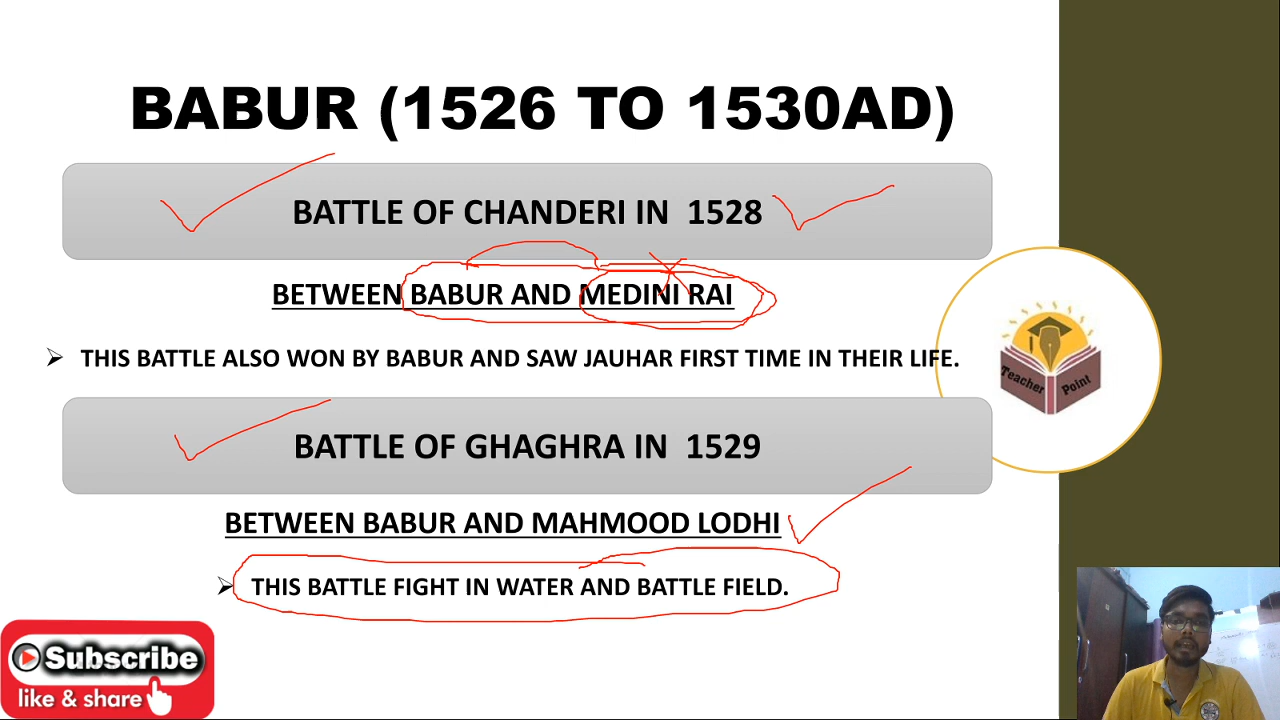 BABUR (1526 TO 1530AD)
BATTLE OF CHANDERI IN 1528
BETWEEN BABUR AND MEDINI RAI
THIS BATTLE ALSO WON BY BABUR AND SAW JAUHAR FIRST TIME IN THEIR LIFE.
Teacher Point
BATTLE OF GHAGHRA IN 1529
BETWEEN BABUR AND MAHMOOD LODHI
THIS BATTLE FIGHT IN WATER AND BATTLE FIELD.
Subscribe
like & share